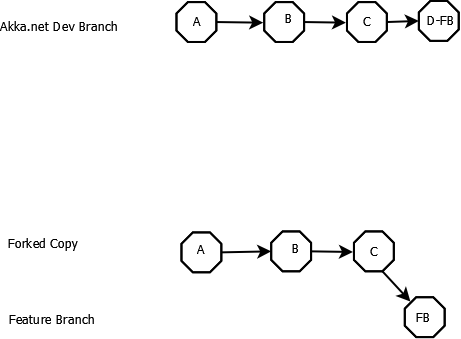 Akka.net Dev Branch
A
B
C
D-FB
Forked Copy
A
B
C
Feature Branch
FB